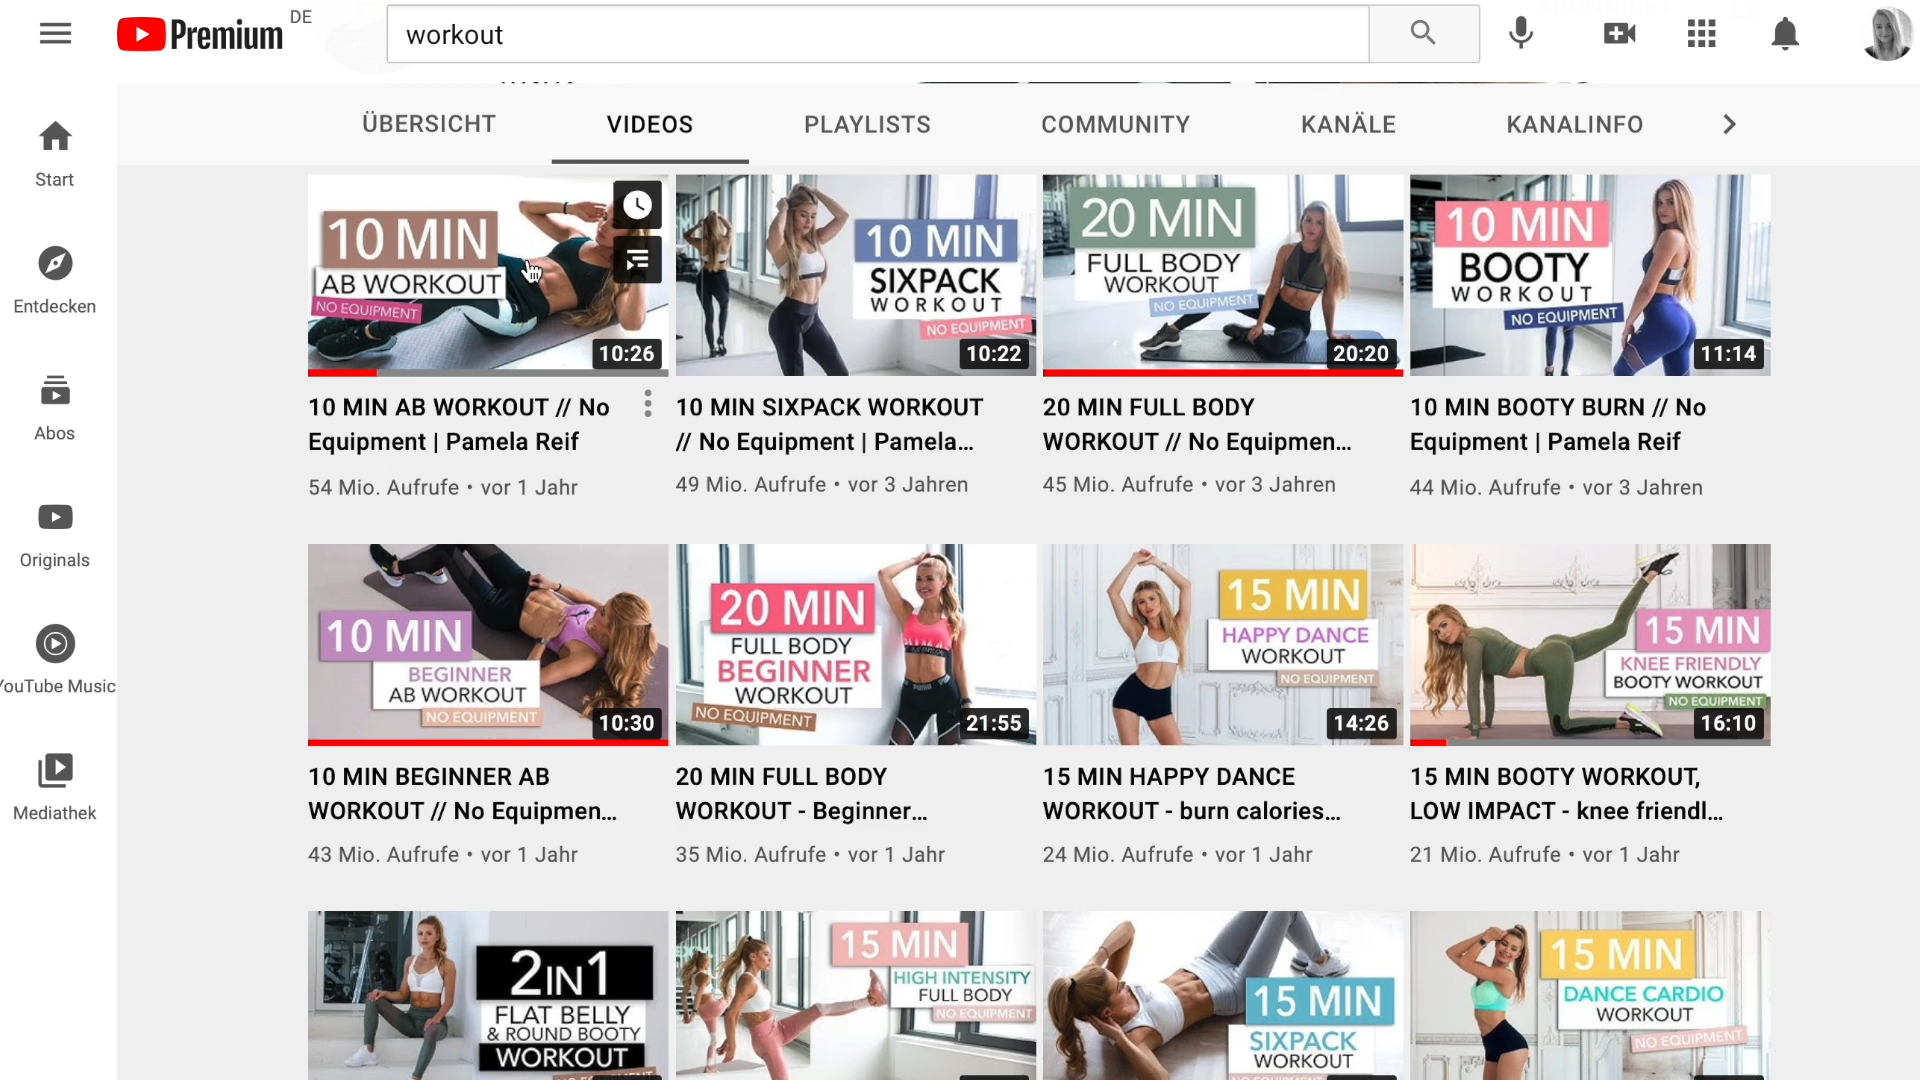 Premium DE
workout
ÜBERSICHT VIDEOS PLAYLISTS COMMUNITY KANÄLE KANALINFO
Start
Entdecken
Abos
Originals
YouTube Music
Mediathek
10 MIN
AB WORKOUT
NO EQUIPMENT
10:26
10 MIN
SIXPACK
WORKOUT
NO EQUIPMENT
10:22
20 MIN
FULL BODY
WORKOUT
NO EQUIPMENT
20:20
10 MIN
BOOTY
WORKOUT
NO EQUIPMENT
11:14
10 MIN AB WORKOUT // No
Equipment | Pamela Reif
54 Mio. Aufrufe • vor 1 Jahr
10 MIN SIXPACK WORKOUT
// No Equipment | Pamela...
49 Mio. Aufrufe • vor 3 Jahren
20 MIN FULL BODY
WORKOUT // No Equipmen...
45 Mio. Aufrufe • vor 3 Jahren
10 MIN BOOTY BURN // No
Equipment | Pamela Reif
44 Mio. Aufrufe • vor 3 Jahren
10 MIN
BEGINNER
AB WORKOUT
NO EQUIPMENT
10:30
20 MIN
FULL BODY
BEGINNER
WORKOUT
NO EQUIPMENT
21:55
15 MIN
HAPPY DANCE
WORKOUT
NO EQUIPMENT
14:26
15 MIN
KNEE FRIENDLY
BOOTY WORKOUT
NO EQUIPMENT
16:10
10 MIN BEGINNER AB
WORKOUT // No Equipmen...
43 Mio. Aufrufe • vor 1 Jahr
20 MIN FULL BODY
WORKOUT - Beginner...
35 Mio. Aufrufe • vor 1 Jahr
15 MIN HAPPY DANCE
WORKOUT - burn calories...
24 Mio. Aufrufe • vor 1 Jahr
15 MIN BOOTY WORKOUT,
LOW IMPACT - knee friendl...
21 Mio. Aufrufe • vor 1 Jahr
2IN1
FLAT BELLY
& ROUND BOOTY
WORKOUT
15 MIN
HIGH INTENSITY
FULL BODY
NO EQUIPMENT
15 MIN
SIXPACK
WORKOUT
15 MIN
DANCE CARDIO
WORKOUT
NO EQUIPMENT